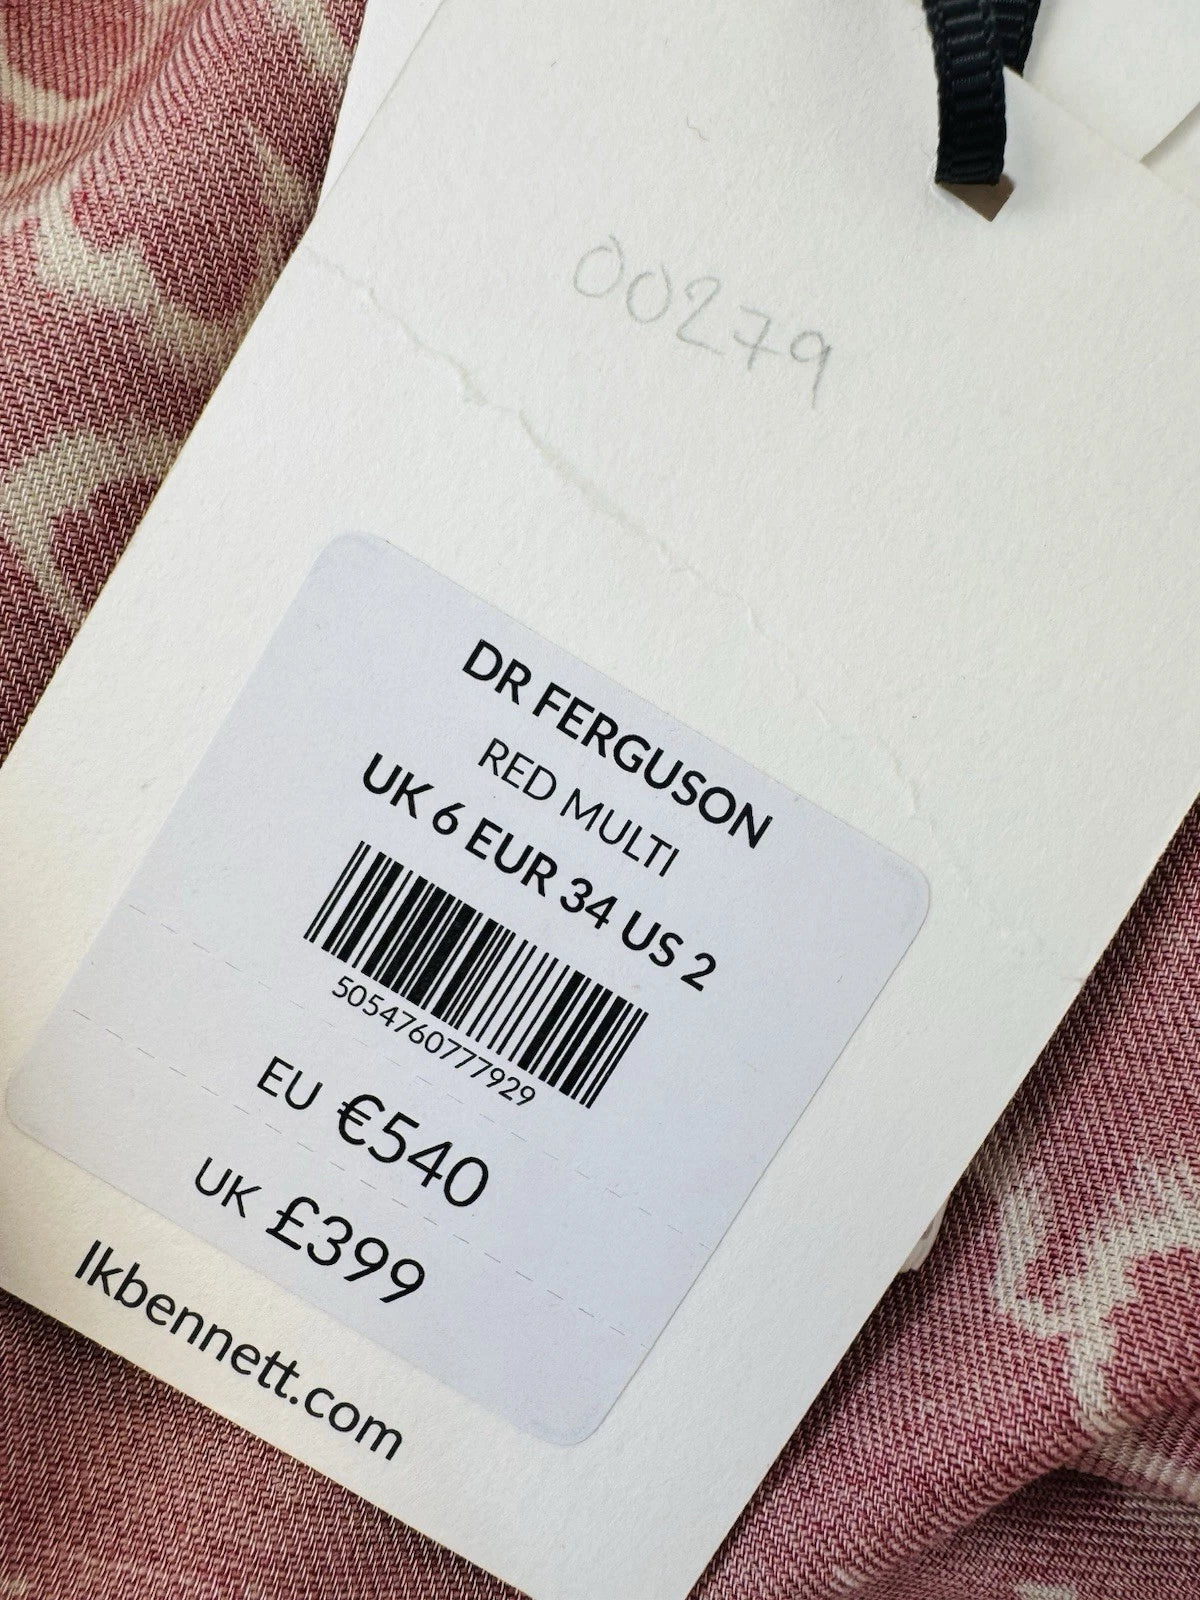 00279
DR FERGUSON
RED MULTI
UK 6 EUR 34 US 2
5054760777929
EU €540
UK £399
lkbennett.com